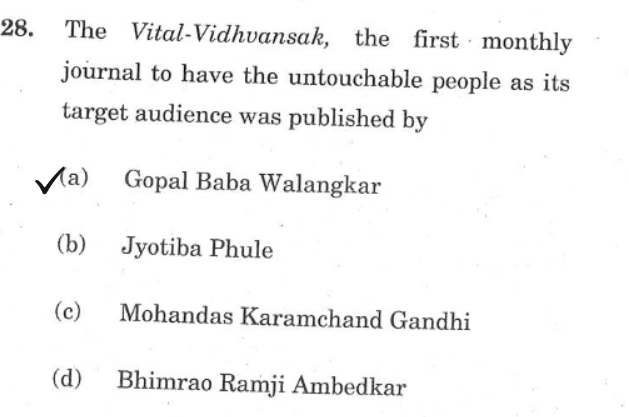 28. The Vital-Vidhvansak, the first monthly
journal to have the untouchable people as its
target audience was published by
(a) Gopal Baba Walangkar
(b) Jyotiba Phule
(c) Mohandas Karamchand Gandhi
(d) Bhimrao Ramji Ambedkar